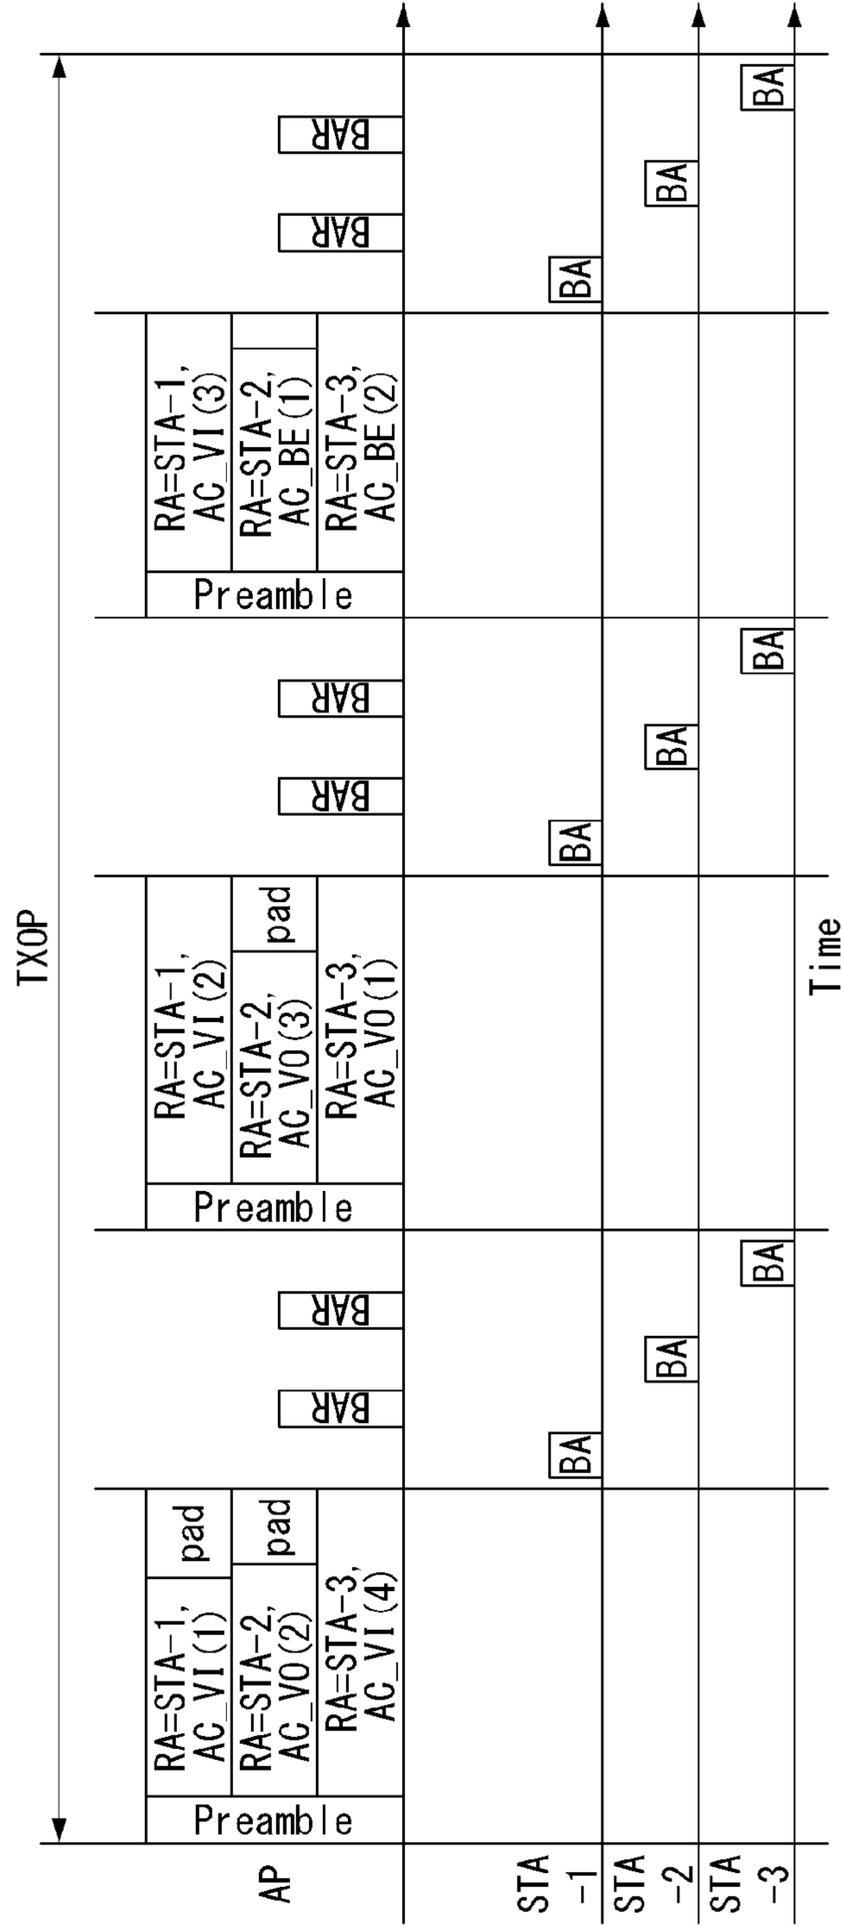 TXOP
AP
Preamble
RA=STA-1,
AC_VI(1)
pad
RA=STA-2,
AC_VO(2)
pad
RA=STA-3,
AC_VI(4)
BAR
BAR
Preamble
RA=STA-1,
AC_VI(2)
RA=STA-2,
AC_VO(3)
pad
RA=STA-3,
AC_VO(1)
BAR
BAR
Preamble
RA=STA-1,
AC_VI(3)
RA=STA-2,
AC_BE(1)
RA=STA-3,
AC_BE(2)
BAR
BAR
STA
-1
BA
BA
BA
STA
-2
BA
BA
BA
STA
-3
BA
BA
BA
Time